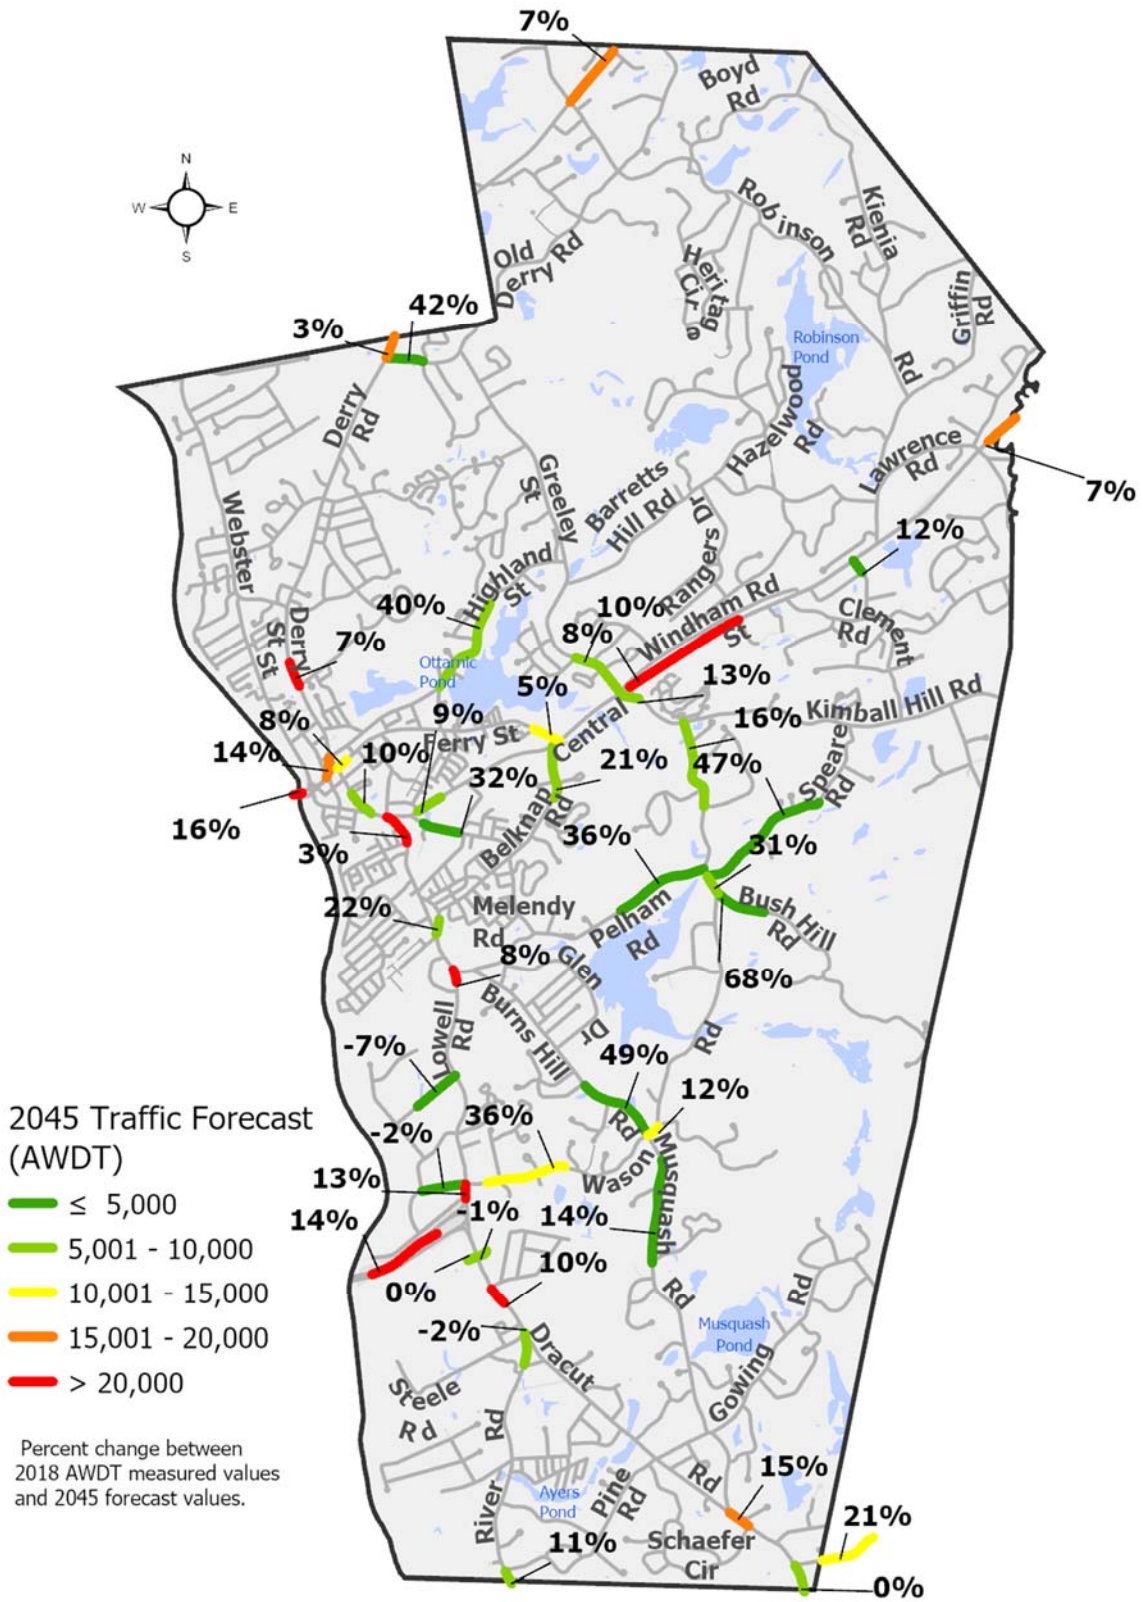 7%
Boyd
Rd
N
W
E
S
Robinson
Kienia
Rd
Old
Derry Rd
Heritag
Cir e
Griffin
Rd
42%
3%
Robinson
Pond
Rd
Derry
Rd
Hazelwood
Rd
Lawrence
Rd
7%
Greeley
St
Barretts
Hill Rd
Webster
St
Rangers
Dr
12%
Highland
St
40%
10%
Windham Rd
St
Clement
Rd
8%
Derry
St
7%
Ottarnic
Pond
5%
13%
Kimball Hill Rd
9%
8%
Ferry St
Central
16%
14%
10%
21%
47%
Speare
Rd
32%
Belknap
Rd
16%
3%
36%
31%
22%
Melendy
Rd
Pelham
Rd
Bush Hill
Rd
8%
Glen
Dr
68%
Lowell
Rd
Burns Hill
Rd
Rd
-7%
49%
12%
2045 Traffic Forecast
(AWDT)
-2%
36%
Musquash
Rd
Wason
13%
≤ 5,000
-1%
14%
14%
5,001 - 10,000
10%
0%
10,001 - 15,000
Rd
-2%
Musquash
Pond
15,001 - 20,000
Dracut
Rd
Gowing
> 20,000
Steele
Rd
Rd
Percent change between
2018 AWDT measured values
and 2045 forecast values.
15%
Ayers
Pond
Pine
Rd
River
21%
Schaefer
Cir
11%
0%